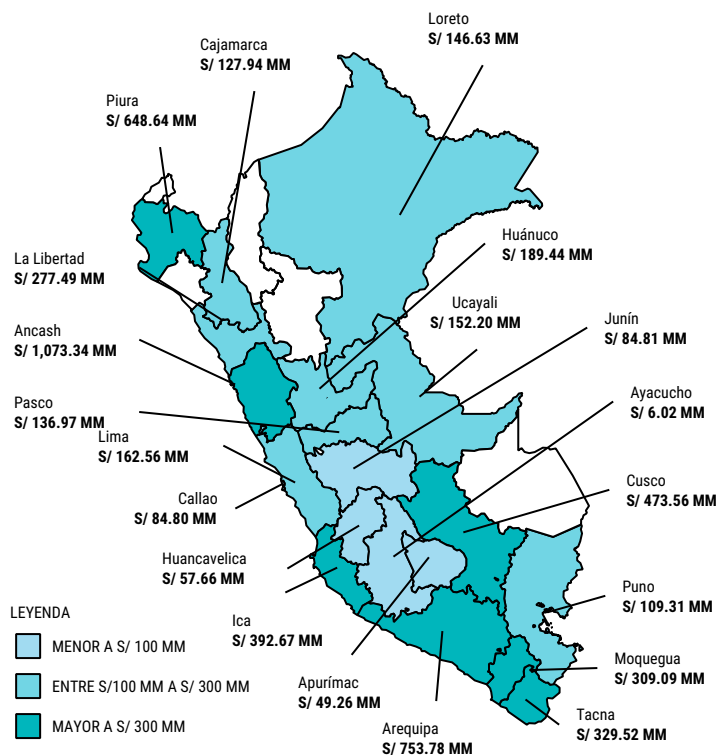 Loreto
S/ 146.63 MM
Cajamarca
S/ 127.94 MM
Piura
S/ 648.64 MM
La Libertad
S/ 277.49 MM
Huánuco
S/ 189.44 MM
Ucayali
S/ 152.20 MM
Ancash
S/ 1,073.34 MM
Junín
S/ 84.81 MM
Pasco
S/ 136.97 MM
Ayacucho
S/ 6.02 MM
Lima
S/ 162.56 MM
Cusco
S/ 473.56 MM
Callao
S/ 84.80 MM
Huancavelica
S/ 57.66 MM
Puno
S/ 109.31 MM
Ica
S/ 392.67 MM
Moquegua
S/ 309.09 MM
Apurímac
S/ 49.26 MM
Tacna
S/ 329.52 MM
Arequipa
S/ 753.78 MM
LEYENDA
MENOR A S/ 100 MM
ENTRE S/100 MM A S/ 300 MM
MAYOR A S/ 300 MM